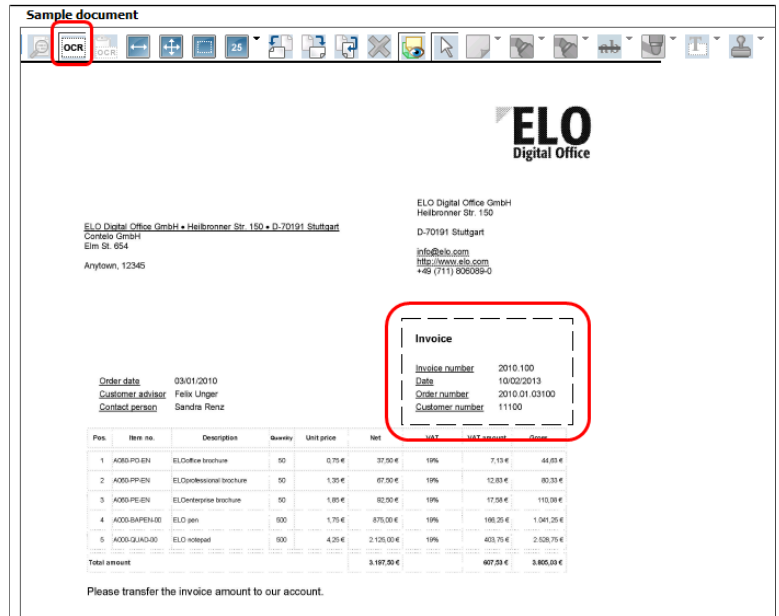 Sample document
OCR OCR 25 ab T
ELO
Digital Office
ELO Digital Office GmbH
Heilbronner Str. 150
D-70191 Stuttgart
info@elo.com
http://www.elo.com
+49 (711) 806089-0
ELO Digital Office GmbH • Heilbronner Str. 150 • D-70191 Stuttgart
Contelo GmbH
Elm St. 654
Anytown, 12345
Invoice
Invoice number 2010.100
Date 10/02/2013
Order number 2010.01.03100
Customer number 11100
Order date 03/01/2010
Customer advisor Felix Unger
Contact person Sandra Renz
Pos. Item no. Description Quantity Unit price Net VAT VAT amount Gross
1 A060-PO-EN ELOoffice brochure 50 0,75 € 37,50 € 19% 7,13 € 44,63 €
2 A060-PP-EN ELOprofessional brochure 50 1,35 € 67,50 € 19% 12,83 € 80,33 €
3 A060-PE-EN ELOenterprise brochure 50 1,85 € 92,50 € 19% 17,58 € 110,08 €
4 A000-BAPEN-00 ELO pen 500 1,75 € 875,00 € 19% 166,25 € 1.041,25 €
5 A000-QUAD-00 ELO notepad 500 4,25 € 2.125,00 € 19% 403,75 € 2.528,75 €
Total amount 3.197,50 € 607,53 € 3.805,03 €
Please transfer the invoice amount to our account.